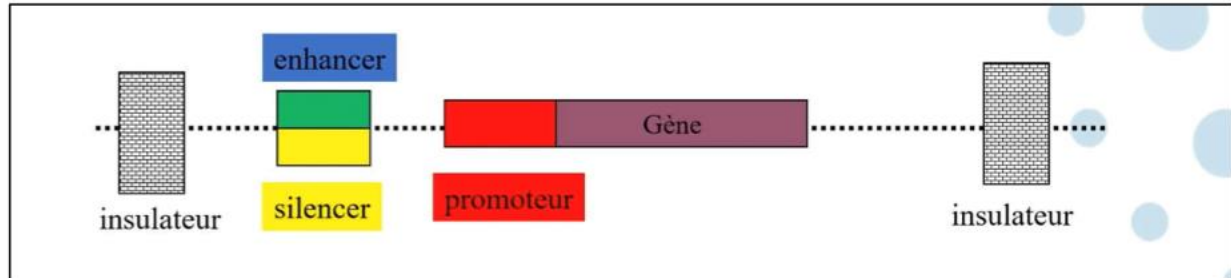 enhancer
Gène
insulateur
silencer
promoteur
insulateur